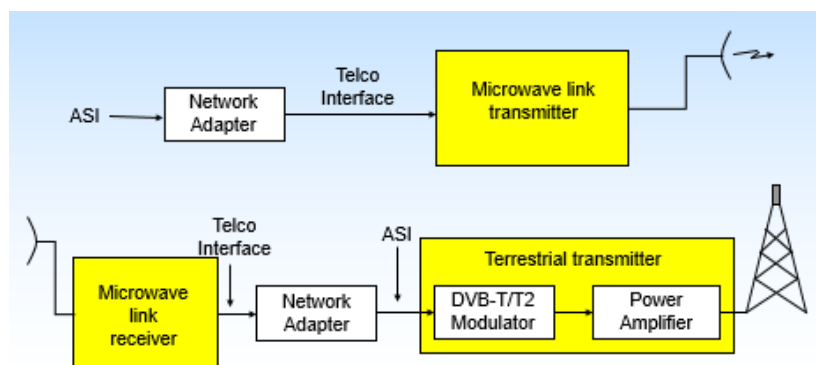 Telco
Interface
ASI
Network
Adapter
Microwave link
transmitter
Telco
Interface
ASI
Microwave
link
receiver
Network
Adapter
Terrestrial transmitter
DVB-T/T2
Modulator
Power
Amplifier